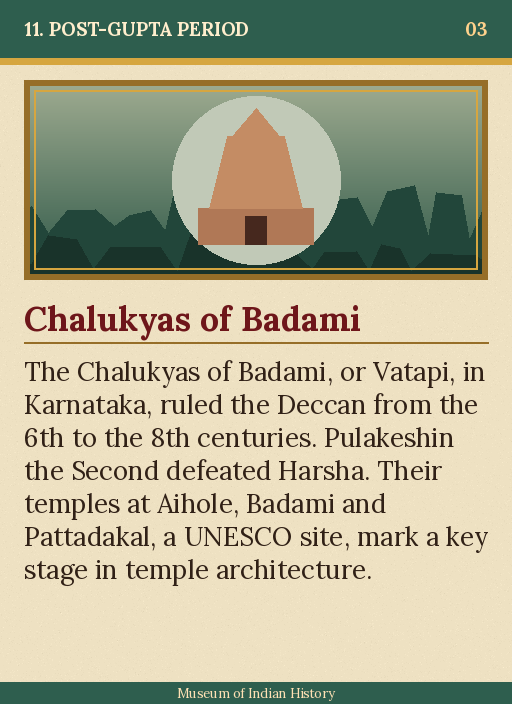 11. POST-GUPTA PERIOD
03
Chalukyas of Badami
The Chalukyas of Badami, or Vatapi, in
Karnataka, ruled the Deccan from the
6th to the 8th centuries. Pulakeshin
the Second defeated Harsha. Their
temples at Aihole, Badami and
Pattadakal, a UNESCO site, mark a key
stage in temple architecture.
Museum of Indian History